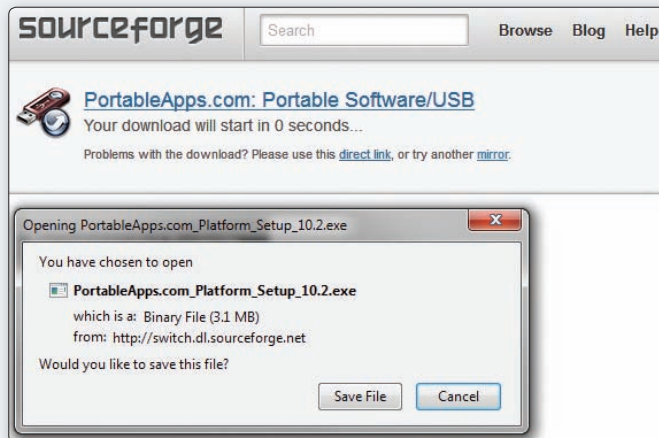 sourceforge
Search
Browse Blog Help
PortableApps.com: Portable Software/USB
Your download will start in 0 seconds...
Problems with the download? Please use this direct link, or try another mirror.
Opening PortableApps.com_Platform_Setup_10.2.exe
You have chosen to open
PortableApps.com_Platform_Setup_10.2.exe
which is a: Binary File (3.1 MB)
from: http://switch.dl.sourceforge.net
Would you like to save this file?
Save File Cancel